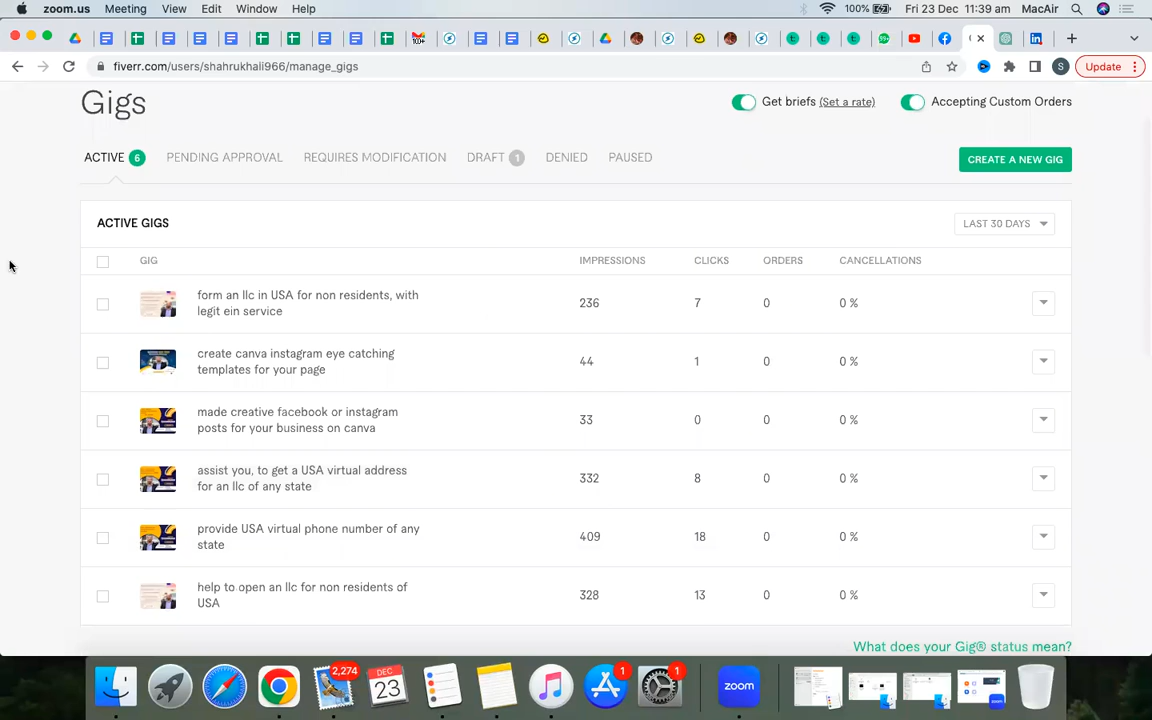 zoom.us Meeting View Edit Window Help 100% Fri 23 Dec 11:39 am MacAir
fiverr.com/users/shahrukhali966/manage_gigs S Update
Gigs
Get briefs (Set a rate) Accepting Custom Orders
ACTIVE 6 PENDING APPROVAL REQUIRES MODIFICATION DRAFT 1 DENIED PAUSED
CREATE A NEW GIG
ACTIVE GIGS LAST 30 DAYS
GIG IMPRESSIONS CLICKS ORDERS CANCELLATIONS
form an llc in USA for non residents, with
legit ein service
236 7 0 0 %
create canva instagram eye catching
templates for your page
44 1 0 0 %
made creative facebook or instagram
posts for your business on canva
33 0 0 0 %
assist you, to get a USA virtual address
for an llc of any state
332 8 0 0 %
provide USA virtual phone number of any
state
409 18 0 0 %
help to open an llc for non residents of
USA
328 13 0 0 %
What does your Gig® status mean?
2,274 DEC 23 1 1 zoom